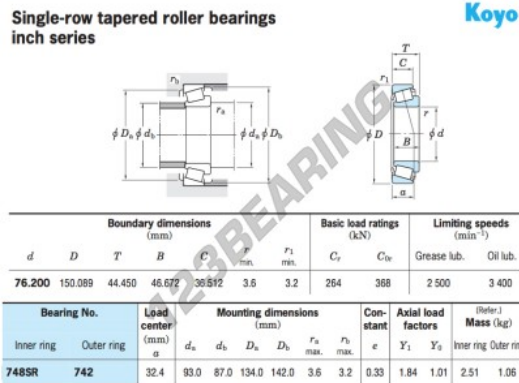 Single-row tapered roller bearings
inch series
Koyo
T
C
r1
rb
ra
r
φDa φdb φda φDb
φD
B
φd
a
123BEARING
Boundary dimensions
(mm)
Basic load ratings
(kN)
Limiting speeds
(min⁻¹)
d D T B C r min. r1 min. Cr C0r Grease lub. Oil lub.
76.200 150.089 44.450 46.672 36.512 3.6 3.2 264 368 2 500 3 400
Bearing No.
Load center (mm) a
Mounting dimensions
(mm)
Constant e
Axial load factors
(Refer.)
Mass (kg)
Inner ring Outer ring da db Da Db ra max. rb max. Y1 Y0 Inner ring Outer rin
748SR 742 32.4 93.0 87.0 134.0 142.0 3.6 3.2 0.33 1.84 1.01 2.51 1.06